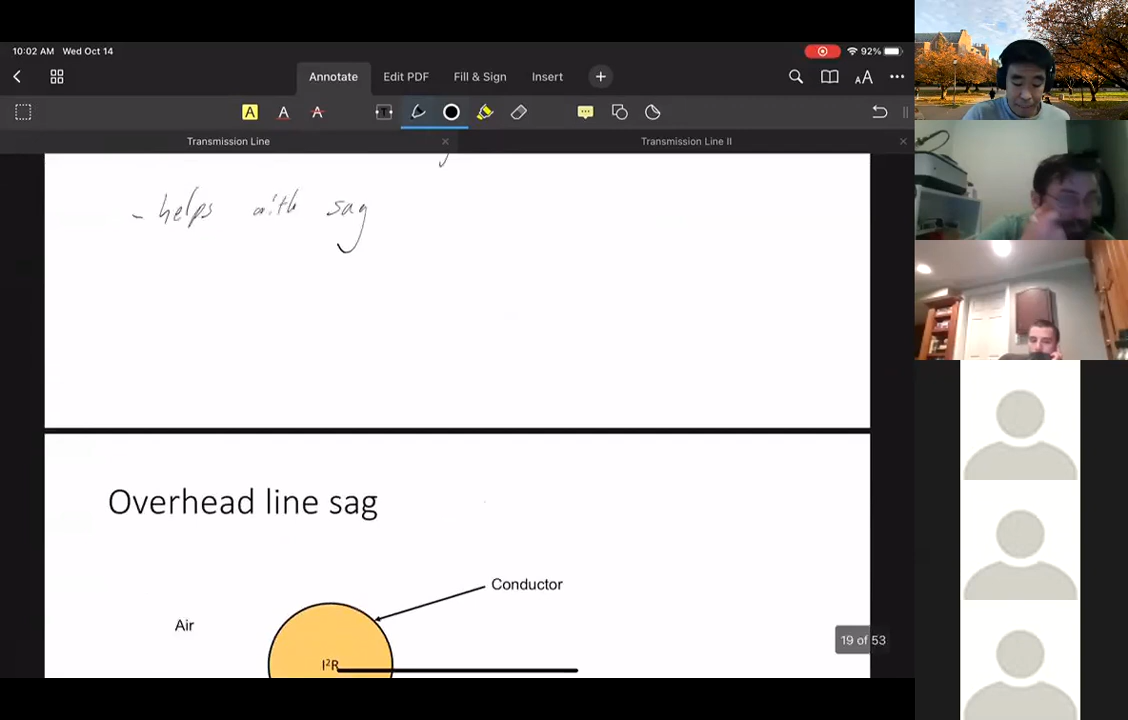 10:02 AM Wed Oct 14
92%
Annotate Edit PDF Fill & Sign Insert
A A A T AA
Transmission Line Transmission Line II
- helps with sag
Overhead line sag
Conductor
Air
I²R
19 of 53